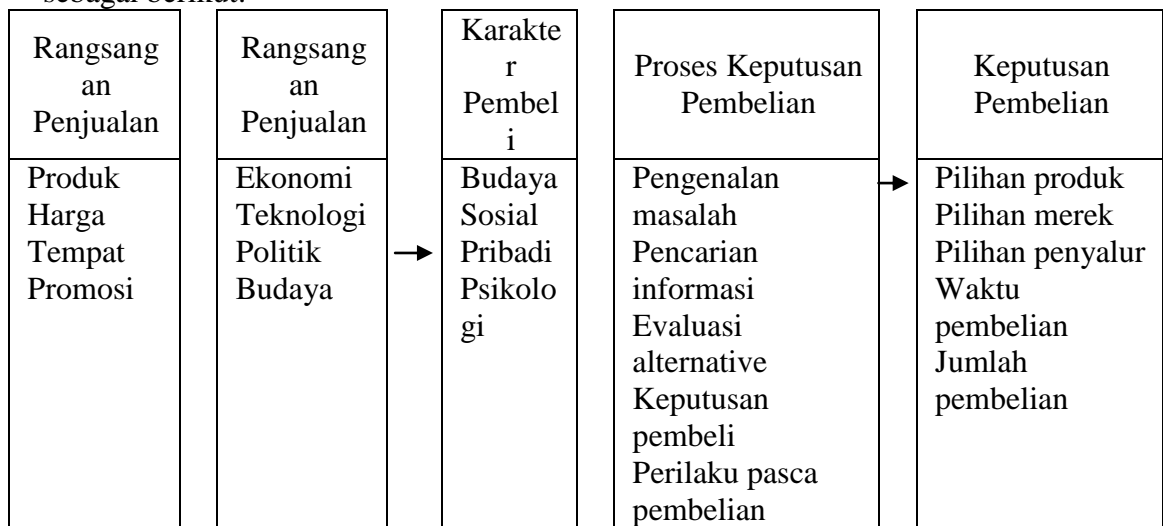 sebagai berikut:
Rangsang
an
Penjualan
Produk
Harga
Tempat
Promosi
Rangsang
an
Penjualan
Ekonomi
Teknologi
Politik
Budaya
Karakte
r
Pembel
i
Budaya
Sosial
Pribadi
Psikolo
gi
Proses Keputusan
Pembelian
Pengenalan
masalah
Pencarian
informasi
Evaluasi
alternative
Keputusan
pembeli
Perilaku pasca
pembelian
Keputusan
Pembelian
Pilihan produk
Pilihan merek
Pilihan penyalur
Waktu
pembelian
Jumlah
pembelian